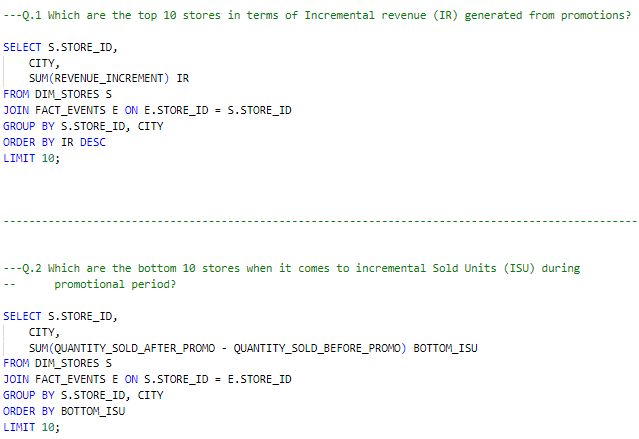 ---Q.1 Which are the top 10 stores in terms of Incremental revenue (IR) generated from promotions?
SELECT S.STORE_ID,
CITY,
SUM(REVENUE_INCREMENT) IR
FROM DIM_STORES S
JOIN FACT_EVENTS E ON E.STORE_ID = S.STORE_ID
GROUP BY S.STORE_ID, CITY
ORDER BY IR DESC
LIMIT 10;
---------------------------------------------------------------------------------------------------
---Q.2 Which are the bottom 10 stores when it comes to incremental Sold Units (ISU) during
-- promotional period?
SELECT S.STORE_ID,
CITY,
SUM(QUANTITY_SOLD_AFTER_PROMO - QUANTITY_SOLD_BEFORE_PROMO) BOTTOM_ISU
FROM DIM_STORES S
JOIN FACT_EVENTS E ON S.STORE_ID = E.STORE_ID
GROUP BY S.STORE_ID, CITY
ORDER BY BOTTOM_ISU
LIMIT 10;